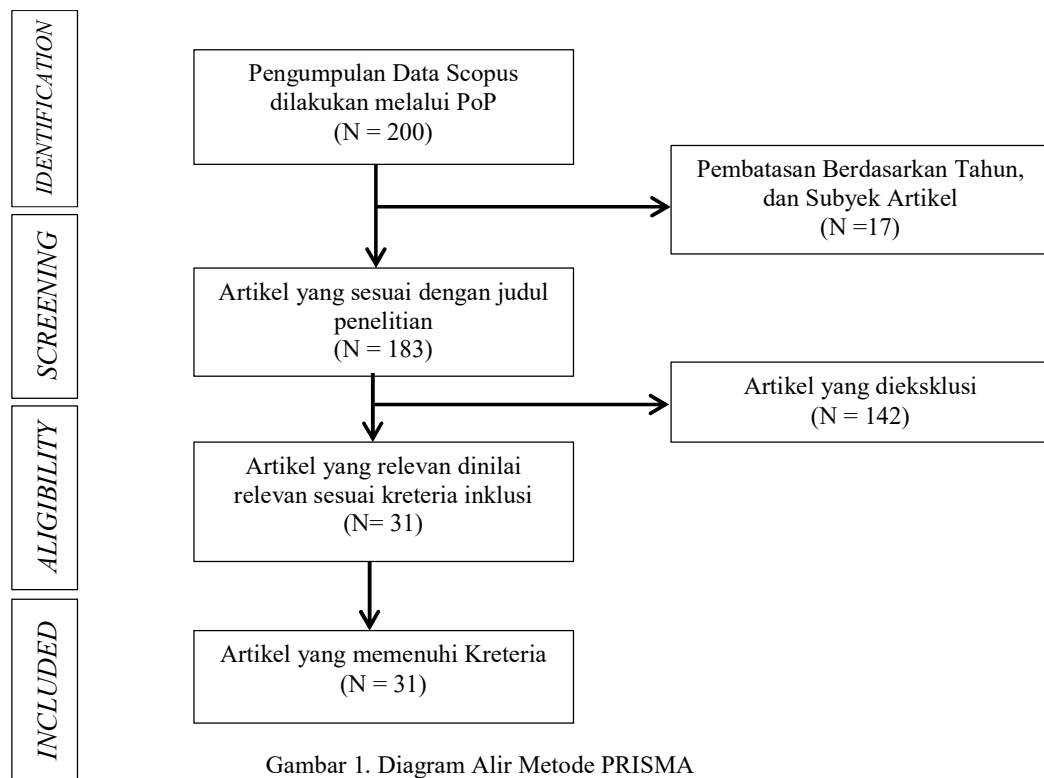 IDENTIFICATION
Pengumpulan Data Scopus
dilakukan melalui PoP
(N = 200)
Pembatasan Berdasarkan Tahun,
dan Subyek Artikel
(N =17)
SCREENING
Artikel yang sesuai dengan judul
penelitian
(N = 183)
Artikel yang dieksklusi
(N = 142)
ALIGIBILITY
Artikel yang relevan dinilai
relevan sesuai kreteria inklusi
(N= 31)
INCLUDED
Artikel yang memenuhi Kreteria
(N = 31)
Gambar 1. Diagram Alir Metode PRISMA